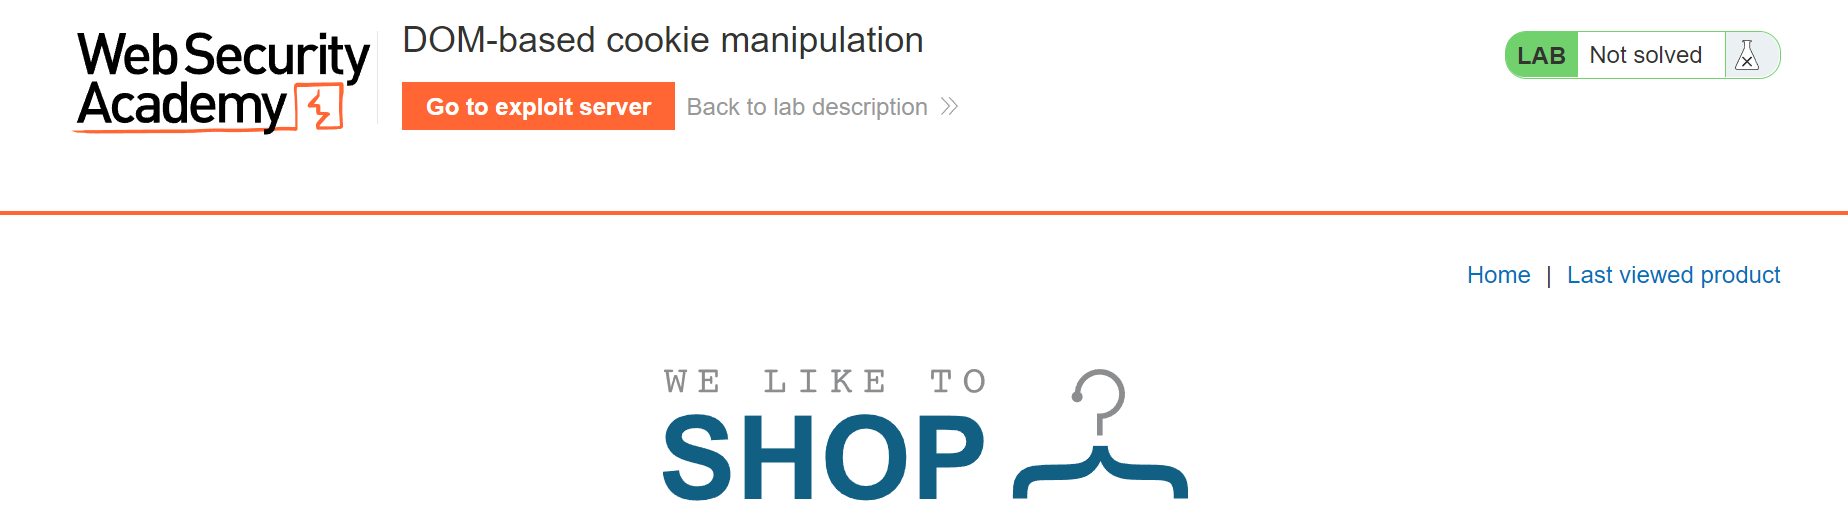 Web Security
Academy
DOM-based cookie manipulation
Go to exploit server
Back to lab description
LAB
Not solved
Home | Last viewed product
WE LIKE TO
SHOP